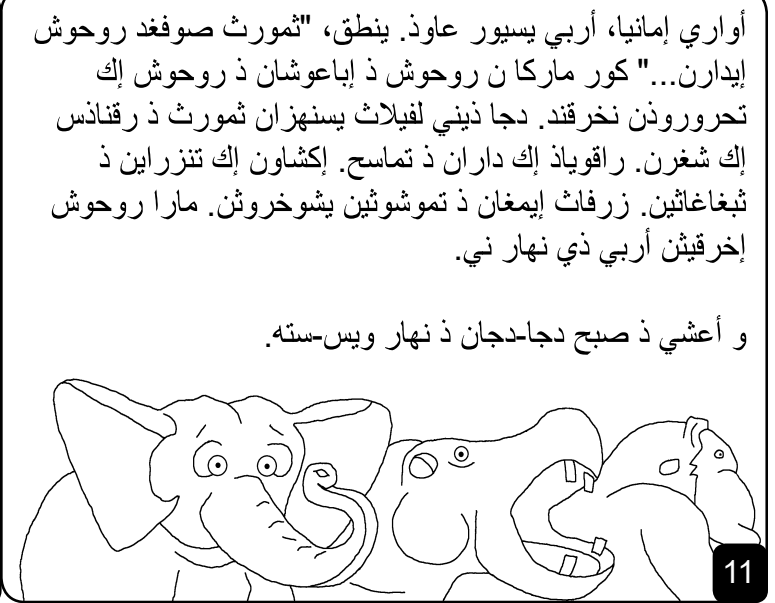 أواري إمانيا، أربي يسيور عاوذ. ينطق، "ثمورث صوفغد روحوش
إيدارن..." كور ماركا ن روحوش ذ إباعوشان ذ روحوش إك
تحروروذن نخرقند. دجا ذيني لفيلاث يسنهزان ثمورث ذ رقناذس
إك شغرن. راقوياذ إك داران ذ تماسح. إكشاون إك تنزراين ذ
ثبغاغاثين. زرفاث إيمغان ذ تموشوثين يشوخروثن. مارا روحوش
إخرقيثن أربي ذي نهار ني.
و أعشي ذ صبح دجا-دجان ذ نهار ويس-سته.
11